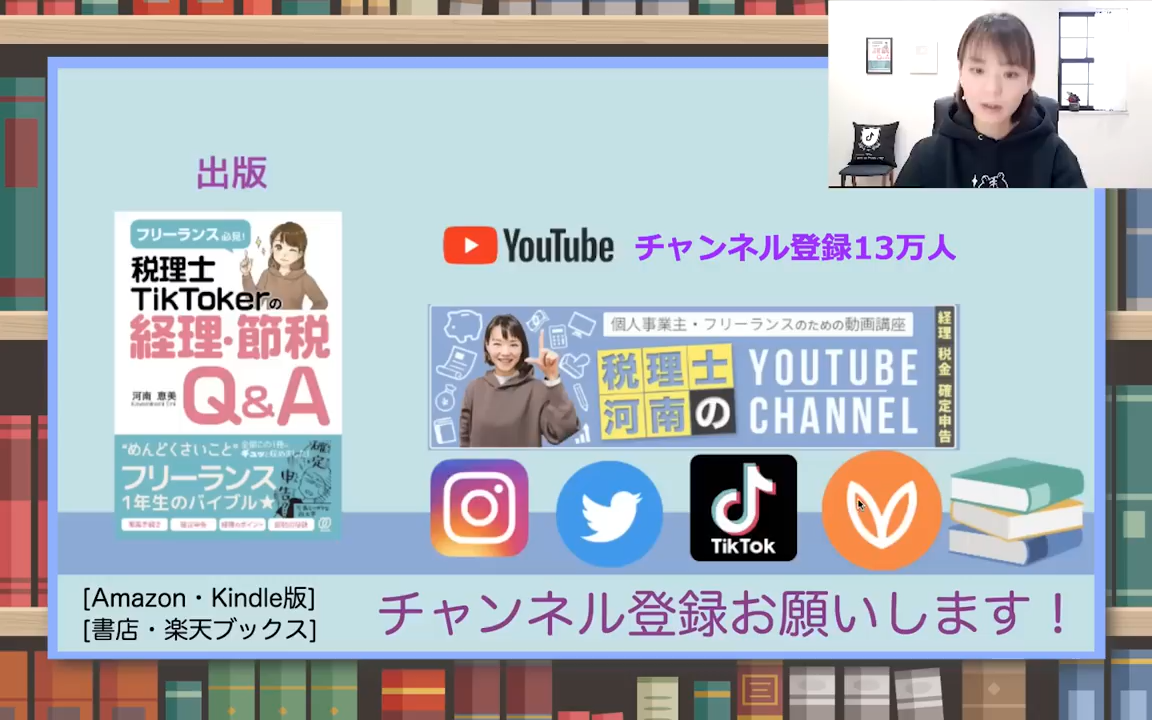 出版
フリーランス必見!
税理士
TikTokerの
経理・節税
Q&A
河南 恵美
"めんどくさいこと"
フリーランス
1年生のバイブル★
[Amazon・Kindle版]
[書店・楽天ブックス]
YouTube チャンネル登録13万人
個人事業主・フリーランスのための動画講座
税理士
河南の
YOUTUBE
CHANNEL
経理 税金 確定申告
TikTok
チャンネル登録お願いします!